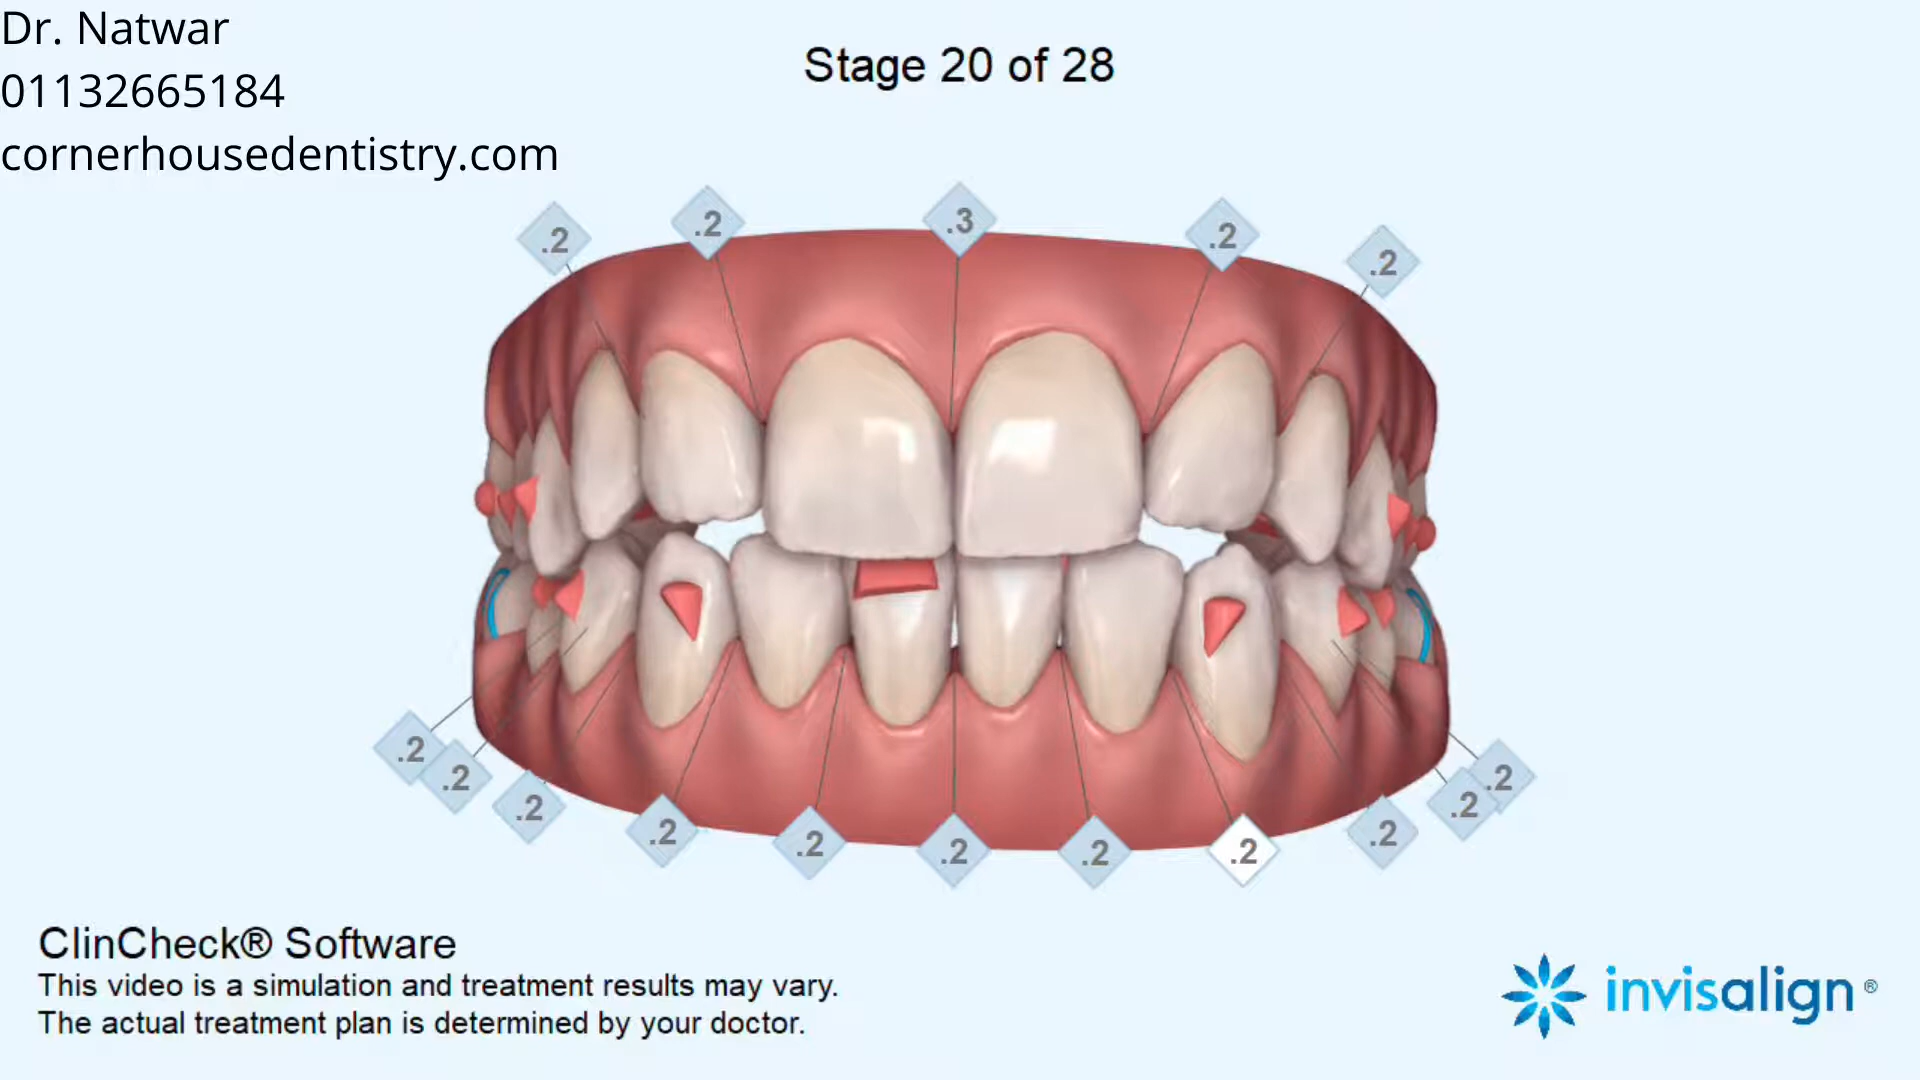 Dr. Natwar
01132665184
cornerhousedentistry.com
Stage 20 of 28
.2 .2 .3 .2 .2
.2 .2 .2 .2 .2 .2 .2 .2 .2 .2 .2
ClinCheck® Software
This video is a simulation and treatment results may vary.
The actual treatment plan is determined by your doctor.
invisalign®